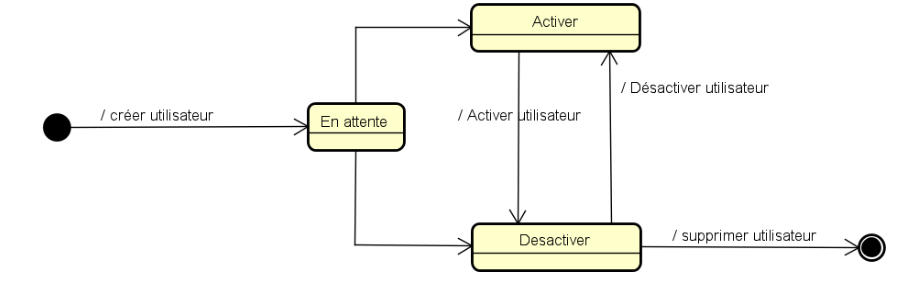 Activer
/ Désactiver utilisateur
/ créer utilisateur
/ Activer utilisateur
En attente
Desactiver
/ supprimer utilisateur